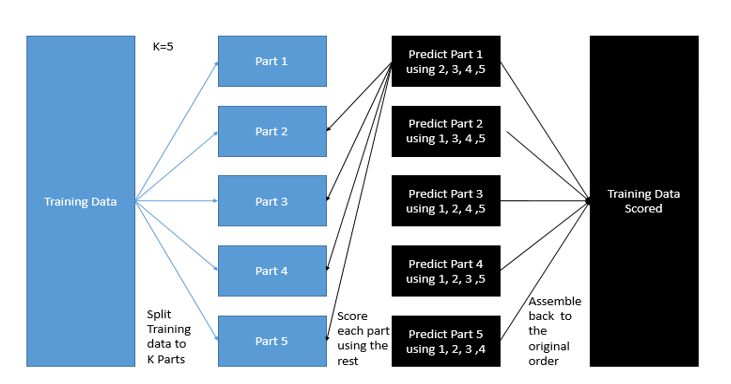 K=5
Training Data
Part 1
Part 2
Part 3
Part 4
Part 5
Split
Training
data to
K Parts
Predict Part 1
using 2, 3, 4 ,5
Predict Part 2
using 1, 3, 4 ,5
Predict Part 3
using 1, 2, 4 ,5
Predict Part 4
using 1, 2, 3 ,5
Predict Part 5
using 1, 2, 3 ,4
Score
each part
using the
rest
Training Data
Scored
Assemble
back to
the
original
order